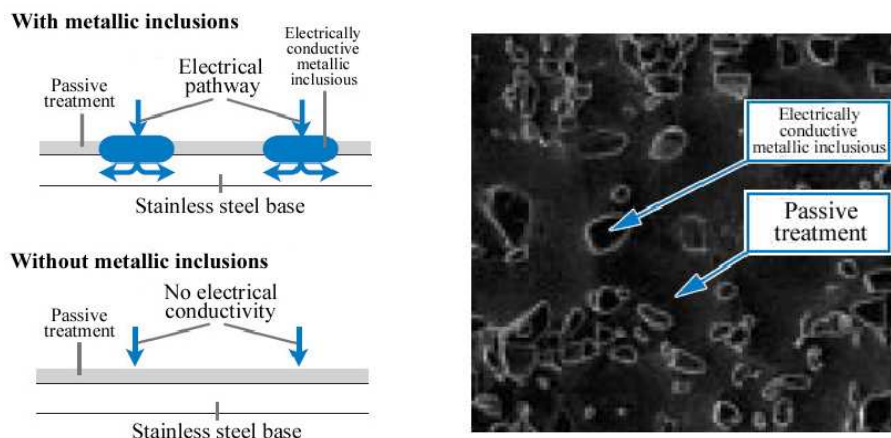 With metallic inclusions
Electrically
conductive
metallic
inclusious
Electrical
pathway
Passive
treatment
Stainless steel base
Without metallic inclusions
No electrical
conductivity
Passive
treatment
Stainless steel base
Electrically
conductive
metallic inclusious
Passive
treatment